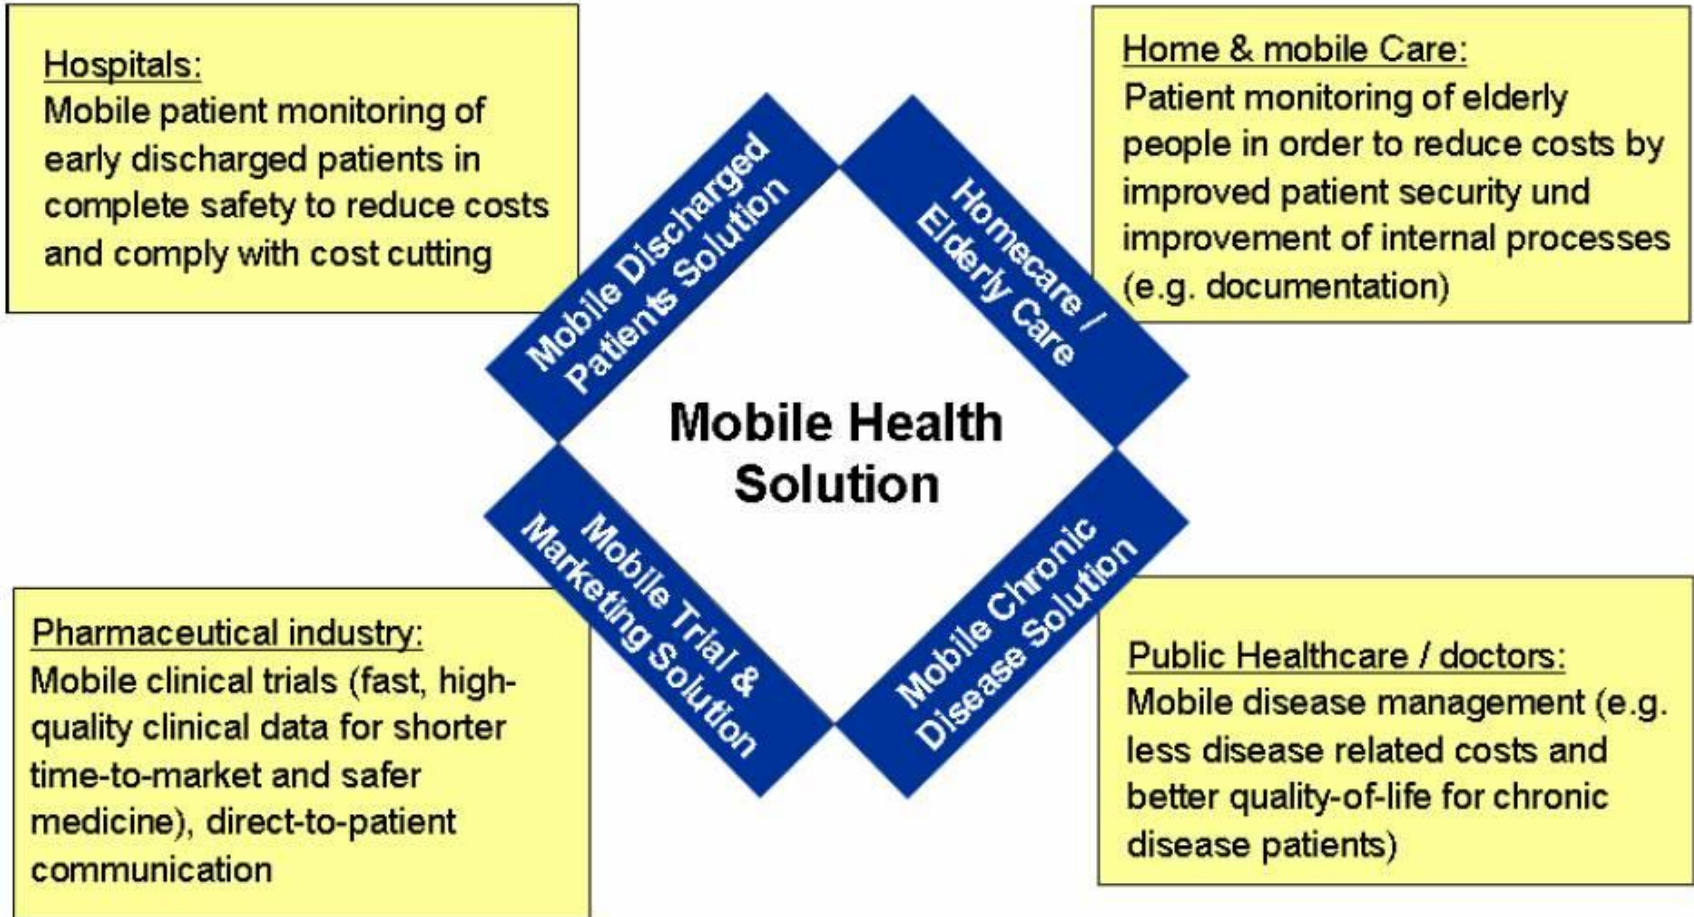 Hospitals:
Mobile patient monitoring of
early discharged patients in
complete safety to reduce costs
and comply with cost cutting
Home & mobile Care:
Patient monitoring of elderly
people in order to reduce costs by
improved patient security und
improvement of internal processes
(e.g. documentation)
Mobile Discharged
Patients Solution
Homecare /
Elderly Care
Mobile Health
Solution
Mobile Trial &
Marketing Solution
Mobile Chronic
Disease Solution
Pharmaceutical industry:
Mobile clinical trials (fast, high-
quality clinical data for shorter
time-to-market and safer
medicine), direct-to-patient
communication
Public Healthcare / doctors:
Mobile disease management (e.g.
less disease related costs and
better quality-of-life for chronic
disease patients)